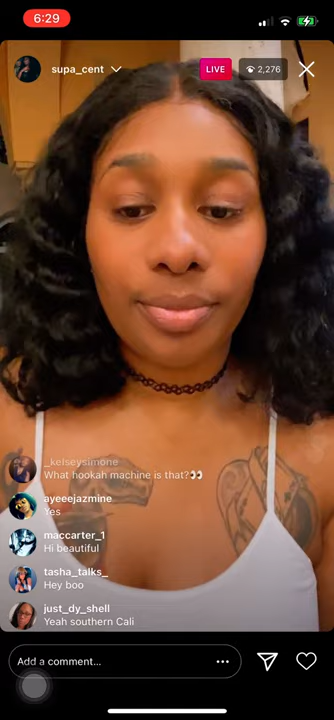 6:29
supa_cent
LIVE
2,276
_kelseysimone
What hookah machine is that?👀
ayeeejazmine
Yes
maccarter_1
Hi beautiful
tasha_talks_
Hey boo
just_dy_shell
Yeah southern Cali
Add a comment...